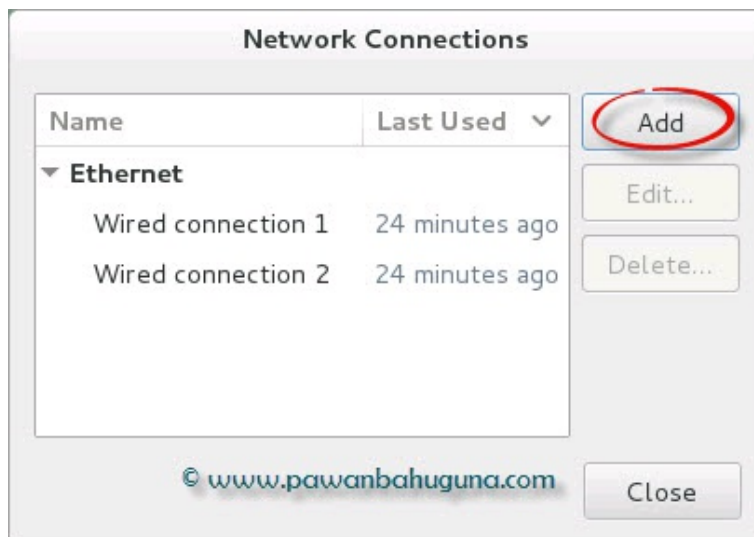 Network Connections
Name Last Used Add
Ethernet
Edit...
Wired connection 1 24 minutes ago
Delete...
Wired connection 2 24 minutes ago
© www.pawanbahuguna.com
Close